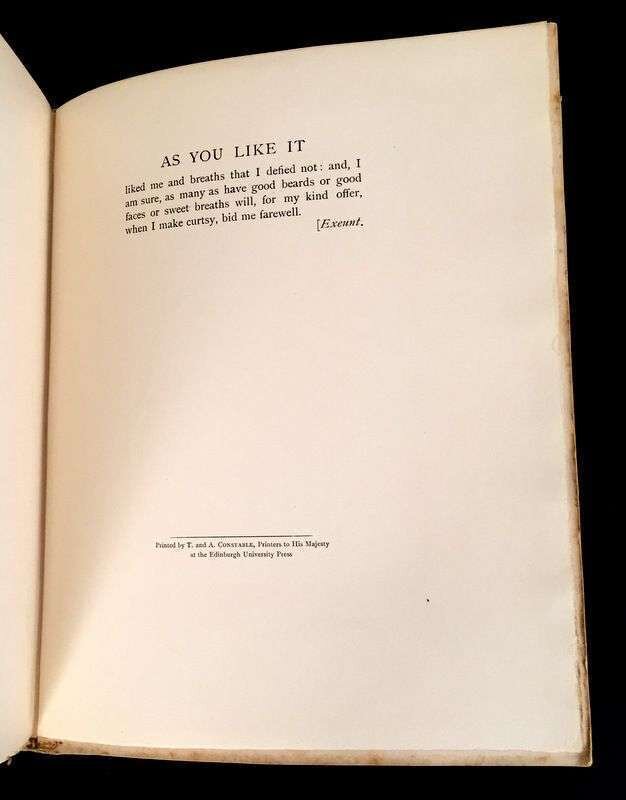 AS YOU LIKE IT
liked me and breaths that I defied not: and, I
am sure, as many as have good beards or good
faces or sweet breaths will, for my kind offer,
when I make curtsy, bid me farewell.
[Exeunt.
Printed by T. and A. CONSTABLE, Printers to His Majesty
at the Edinburgh University Press